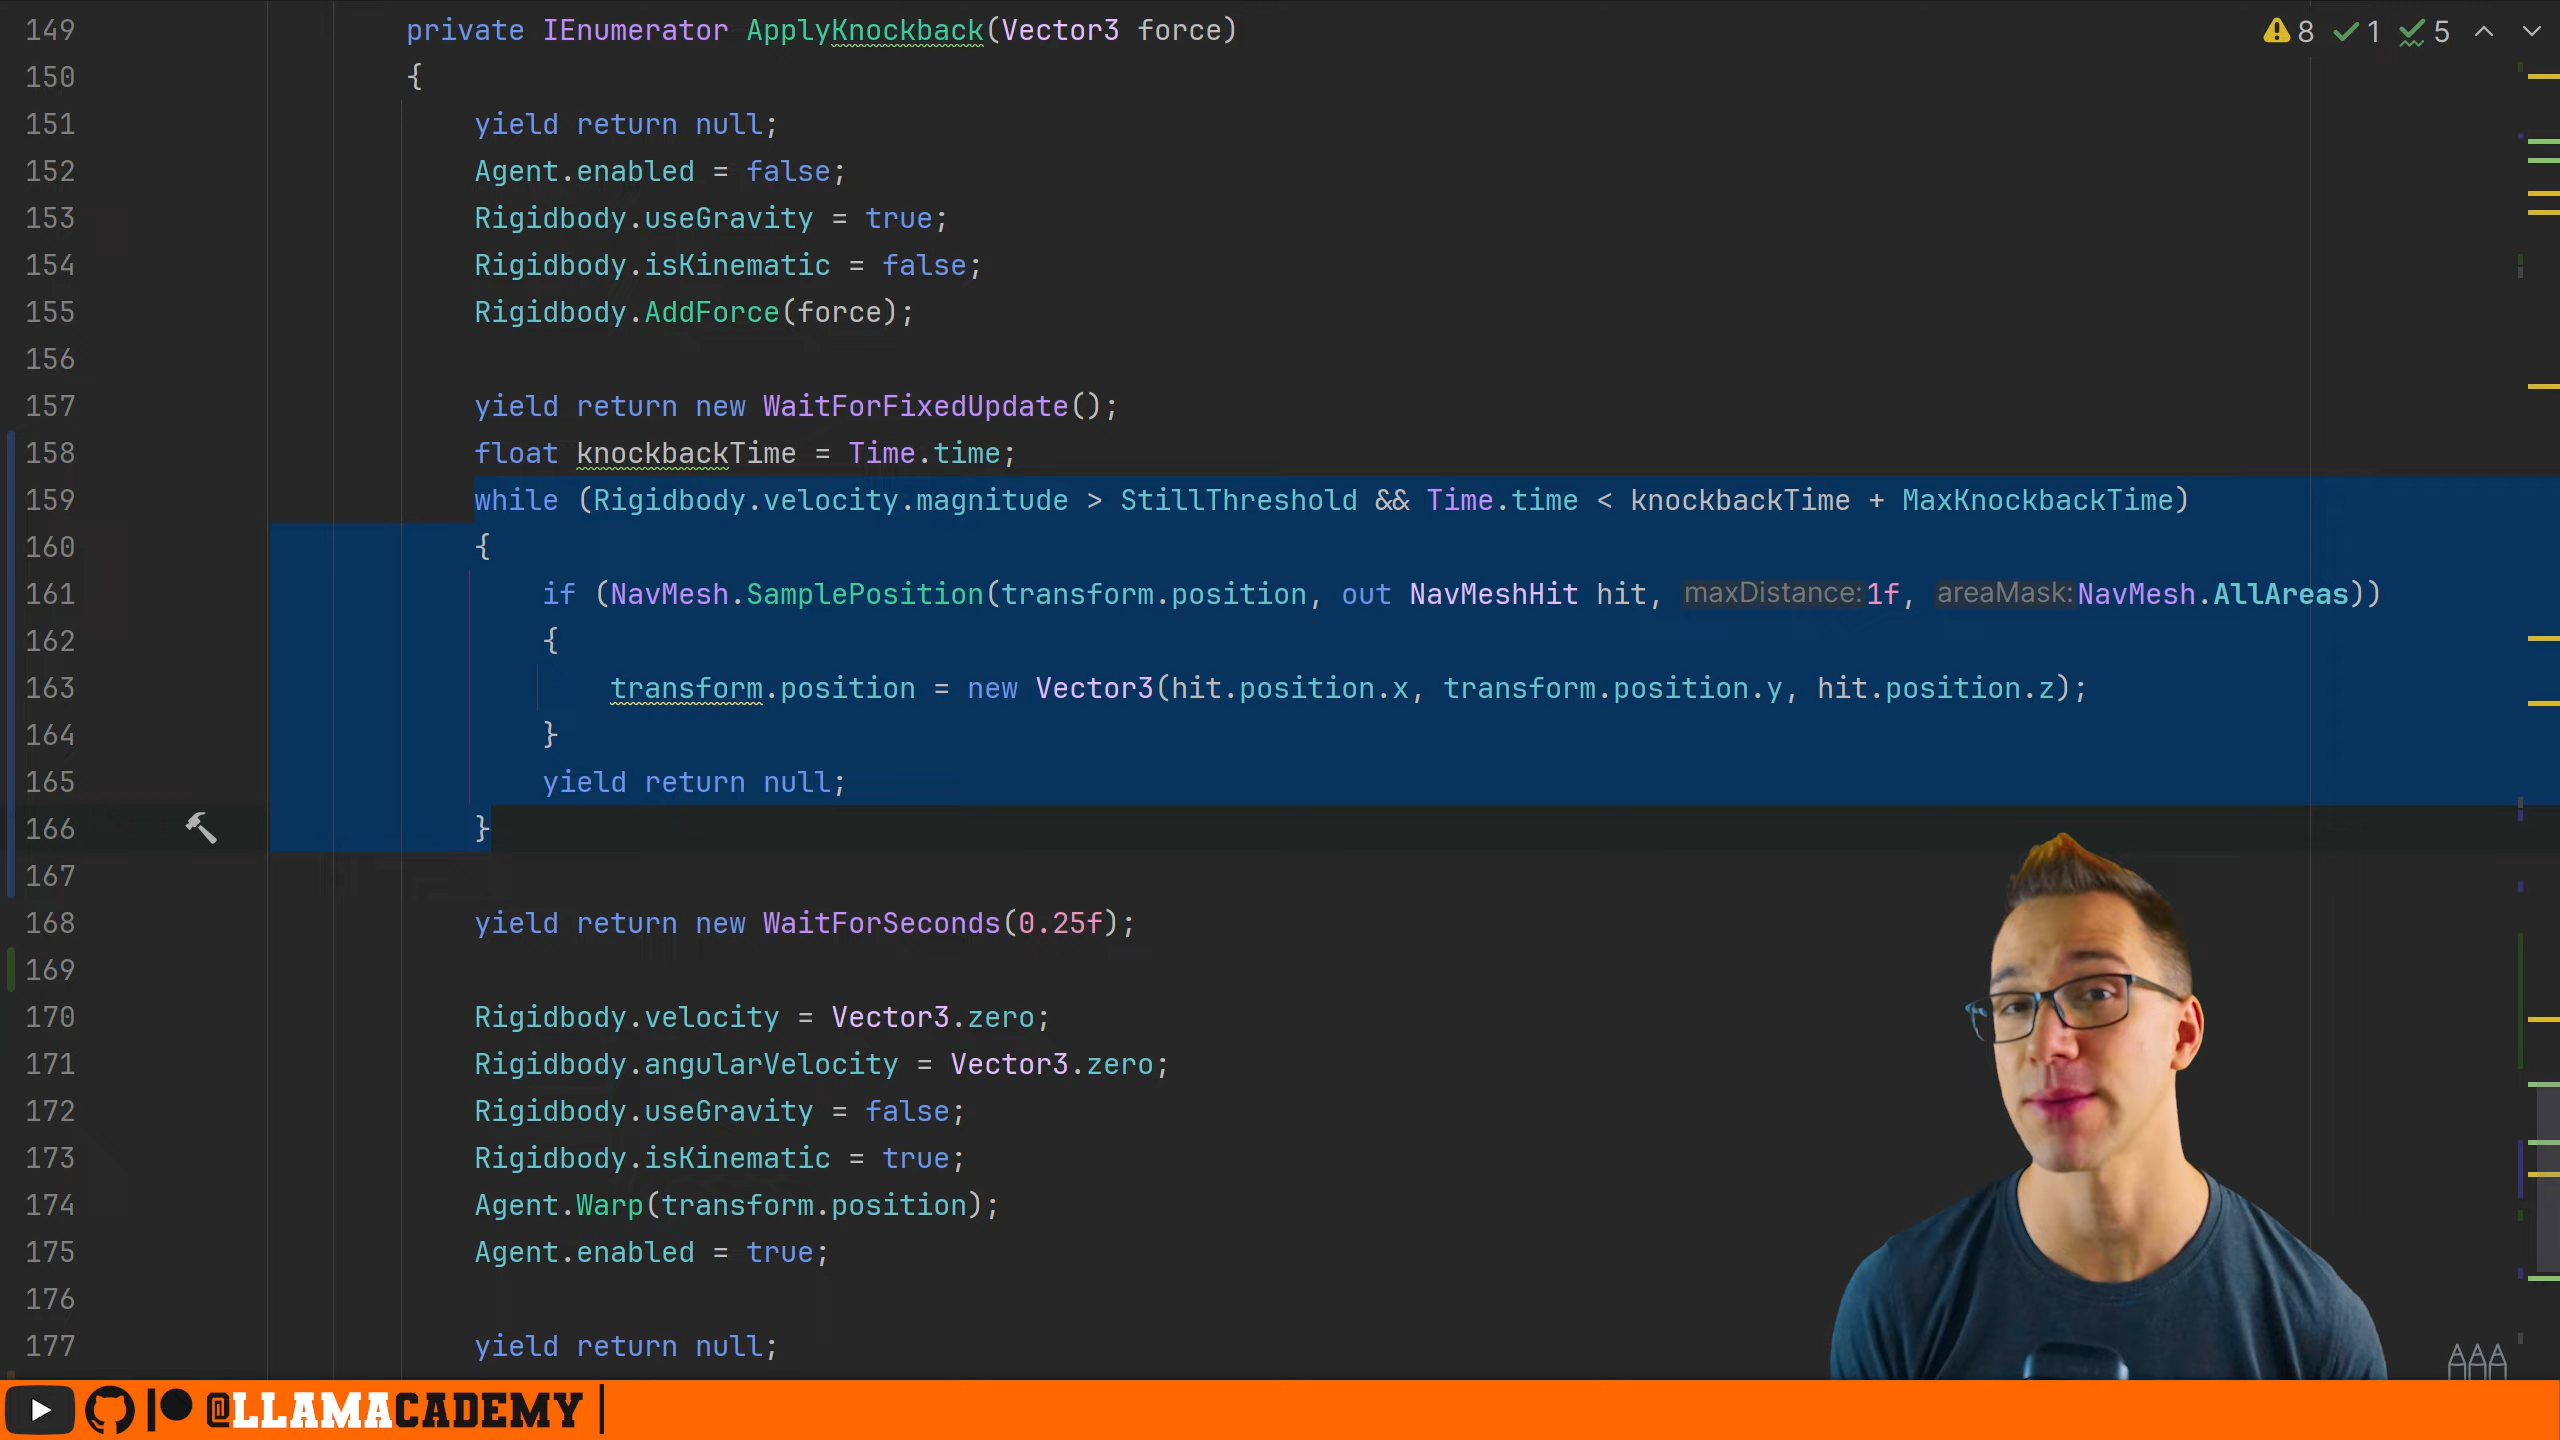 149 private IEnumerator ApplyKnockback(Vector3 force)
8 1 5
150 {
151 yield return null;
152 Agent.enabled = false;
153 Rigidbody.useGravity = true;
154 Rigidbody.isKinematic = false;
155 Rigidbody.AddForce(force);
156
157 yield return new WaitForFixedUpdate();
158 float knockbackTime = Time.time;
159 while (Rigidbody.velocity.magnitude > StillThreshold && Time.time < knockbackTime + MaxKnockbackTime)
160 {
161 if (NavMesh.SamplePosition(transform.position, out NavMeshHit hit, maxDistance:1f, areaMask:NavMesh.AllAreas))
162 {
163 transform.position = new Vector3(hit.position.x, transform.position.y, hit.position.z);
164 }
165 yield return null;
166 }
167
168 yield return new WaitForSeconds(0.25f);
169
170 Rigidbody.velocity = Vector3.zero;
171 Rigidbody.angularVelocity = Vector3.zero;
172 Rigidbody.useGravity = false;
173 Rigidbody.isKinematic = true;
174 Agent.Warp(transform.position);
175 Agent.enabled = true;
176
177 yield return null;
@LLAMACADEMY |